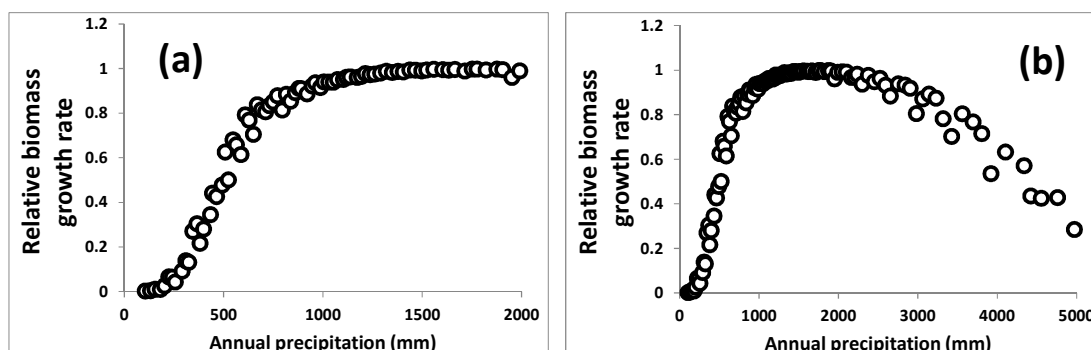 (a)
Relative biomass
growth rate
1.2
1
0.8
0.6
0.4
0.2
0
0 500 1000 1500 2000
Annual precipitation (mm)
(b)
Relative biomass
growth rate
1.2
1
0.8
0.6
0.4
0.2
0
0 1000 2000 3000 4000 5000
Annual precipitation (mm)